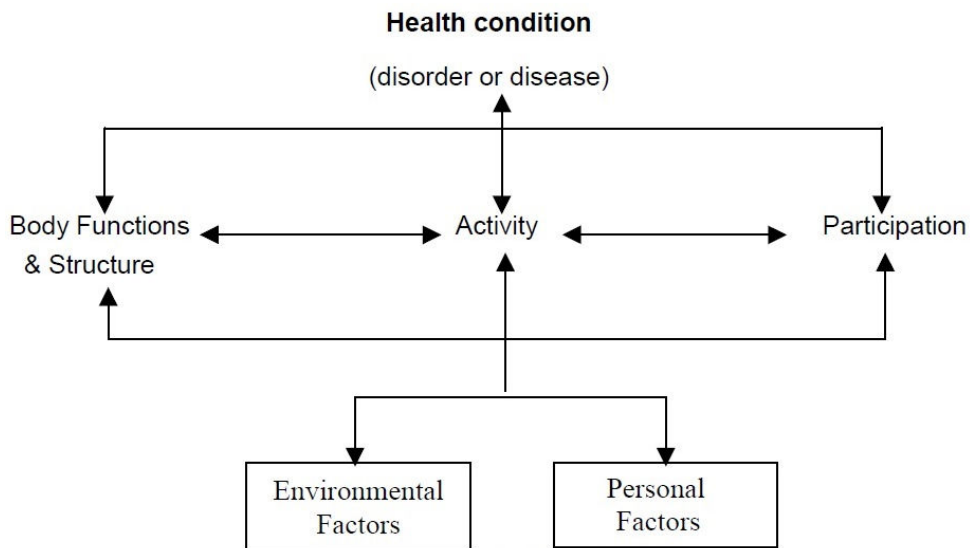 Health condition
(disorder or disease)
Body Functions
& Structure
Activity
Participation
Environmental
Factors
Personal
Factors